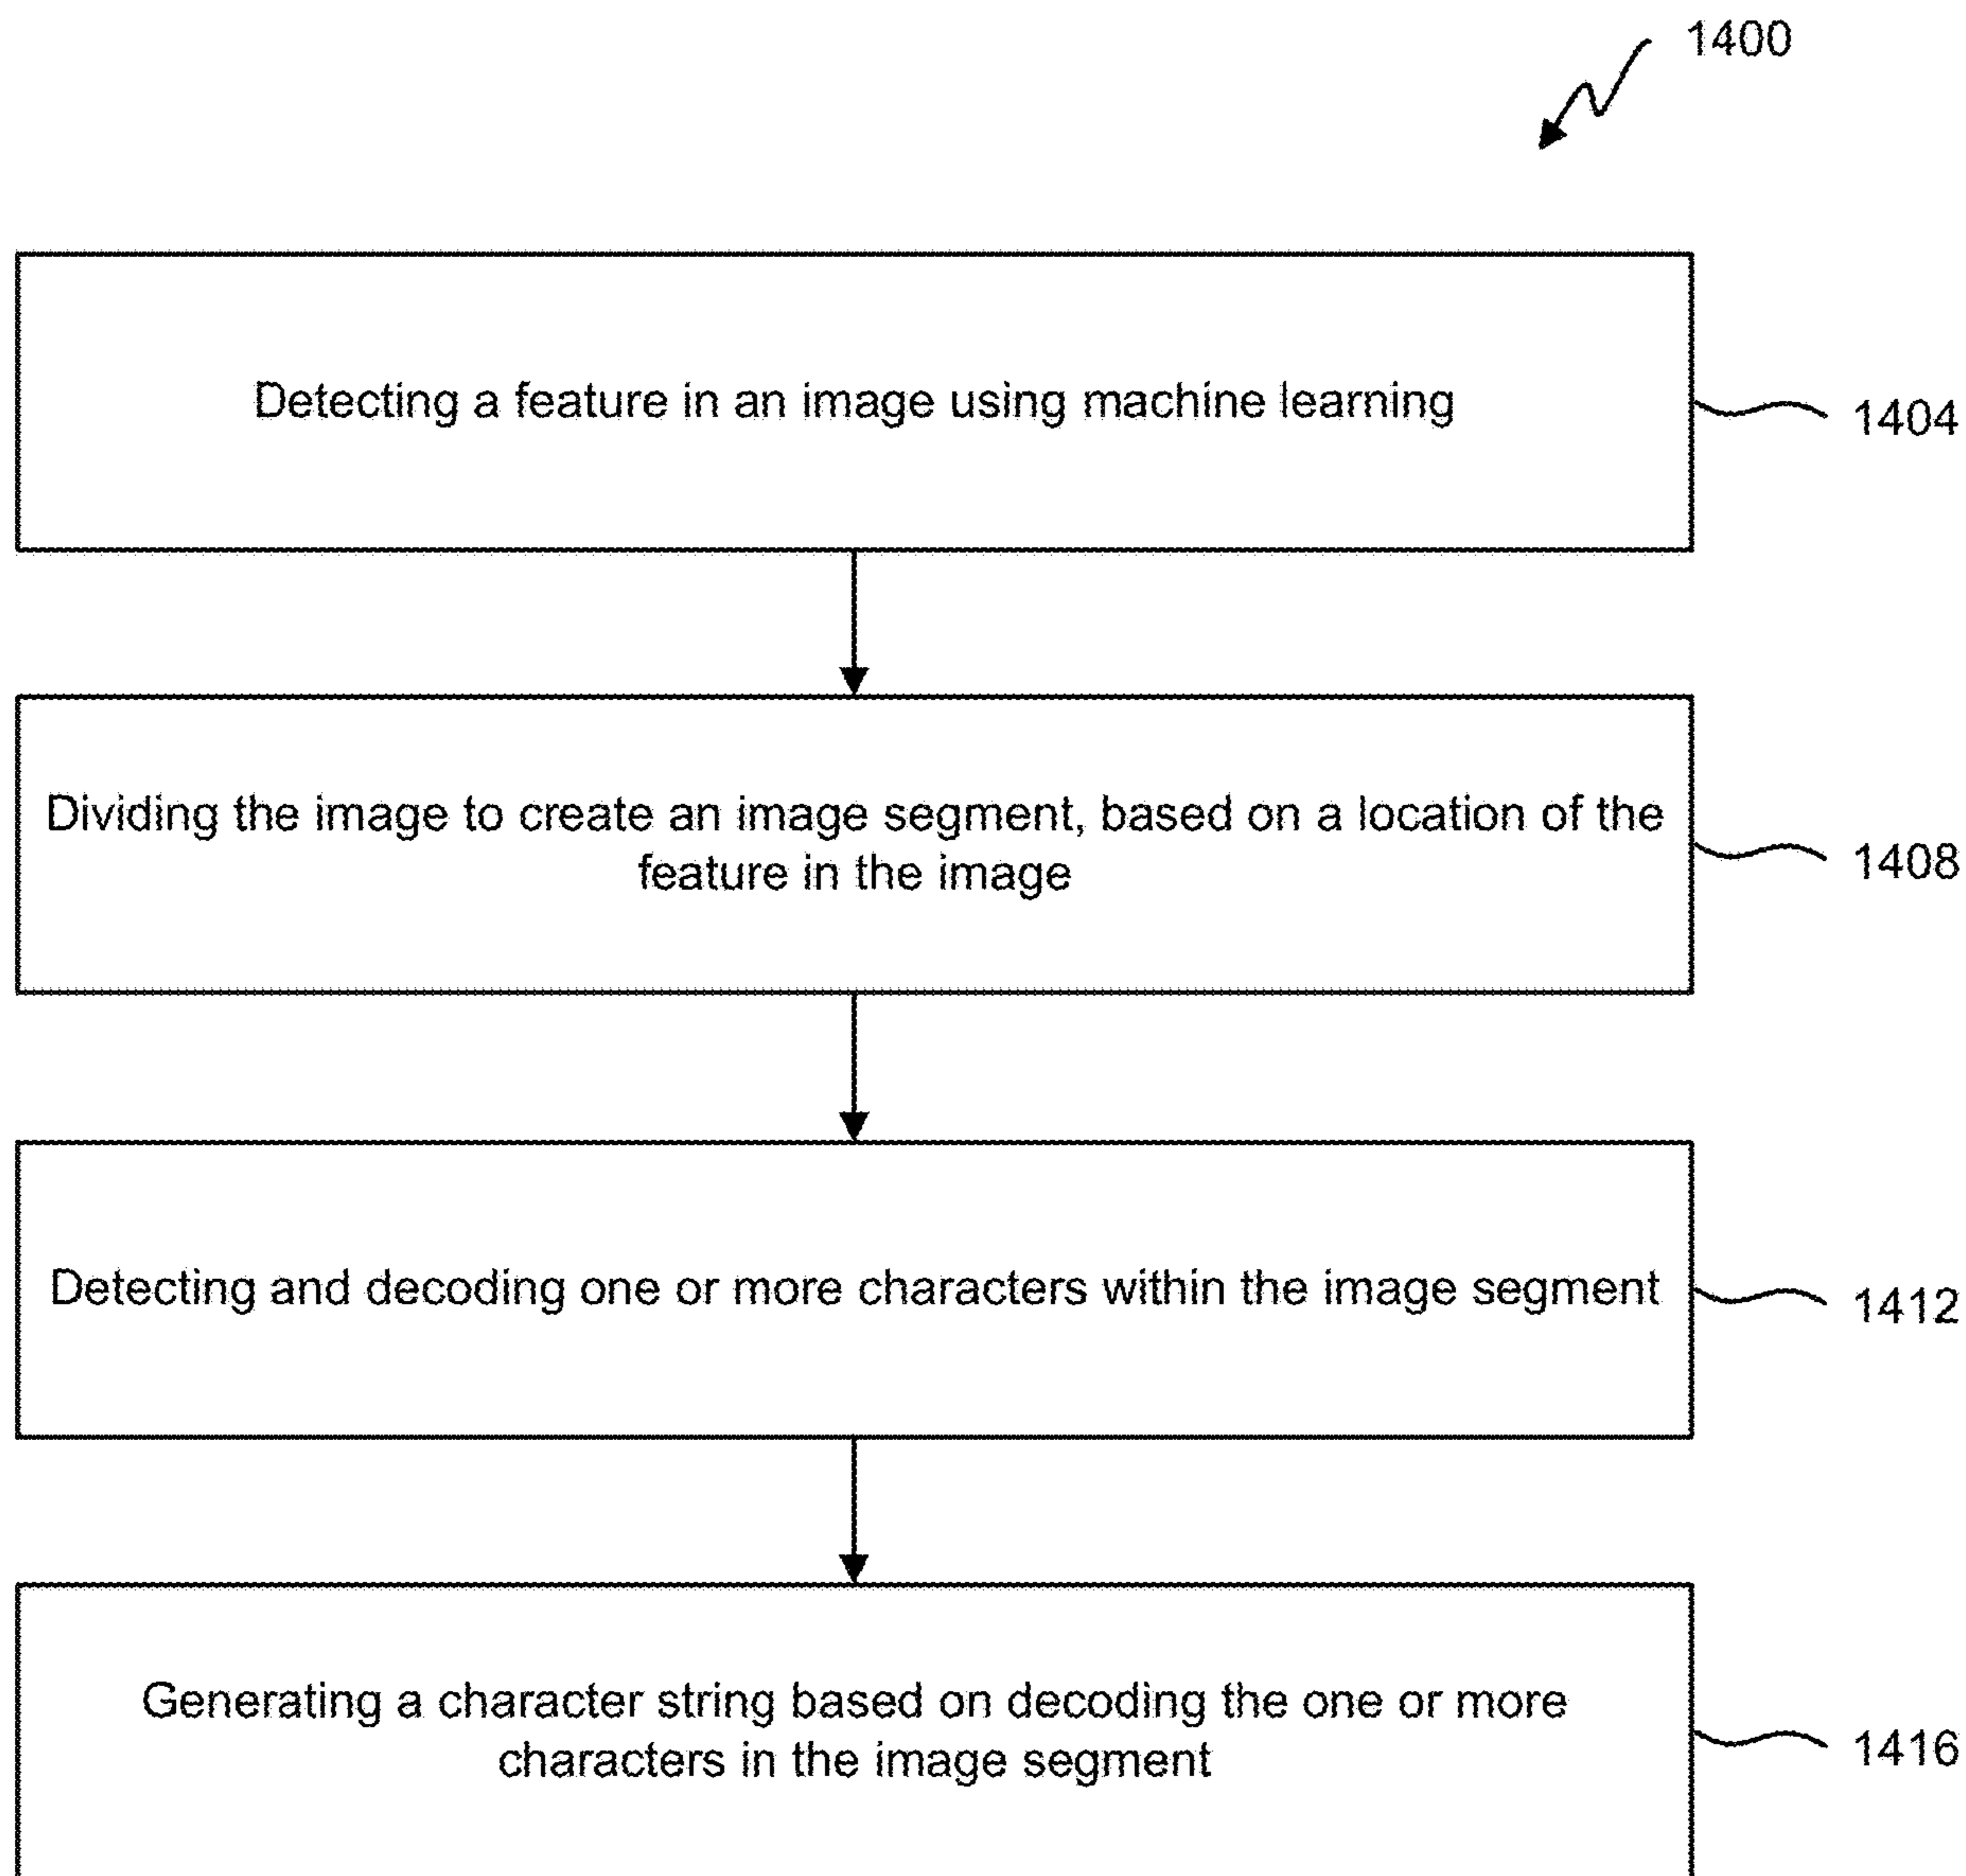 1400
Detecting a feature in an image using machine learning
1404
Dividing the image to create an image segment, based on a location of the
feature in the image
1408
Detecting and decoding one or more characters within the image segment
1412
Generating a character string based on decoding the one or more
characters in the image segment
1416